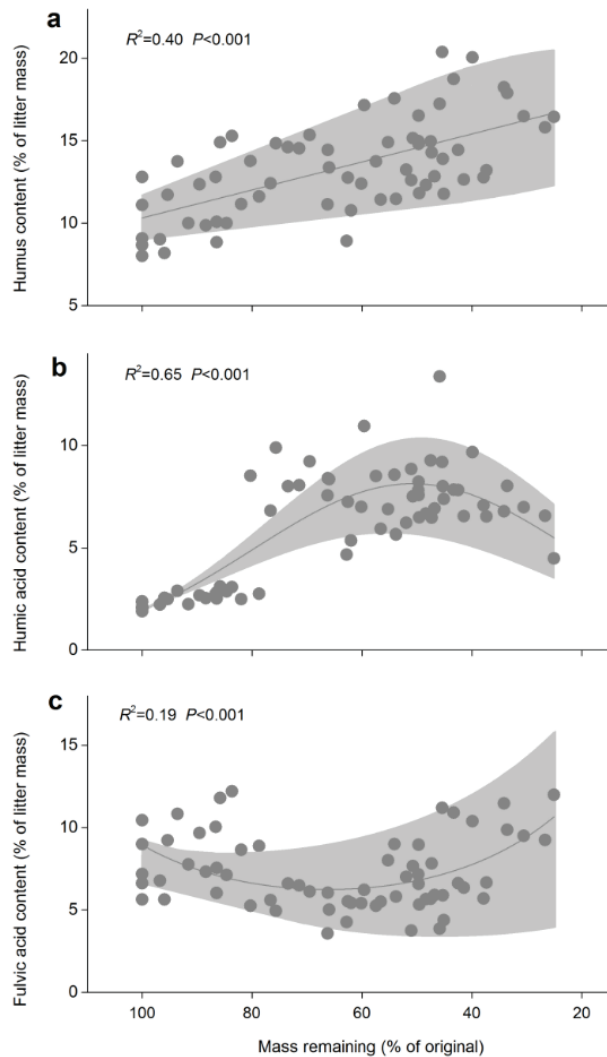 a
R²=0.40 P<0.001
Humus content (% of litter mass)
20
15
10
5
b
R²=0.65 P<0.001
Humic acid content (% of litter mass)
10
5
0
c
R²=0.19 P<0.001
Fulvic acid content (% of litter mass)
15
10
5
0
100 80 60 40 20
Mass remaining (% of original)